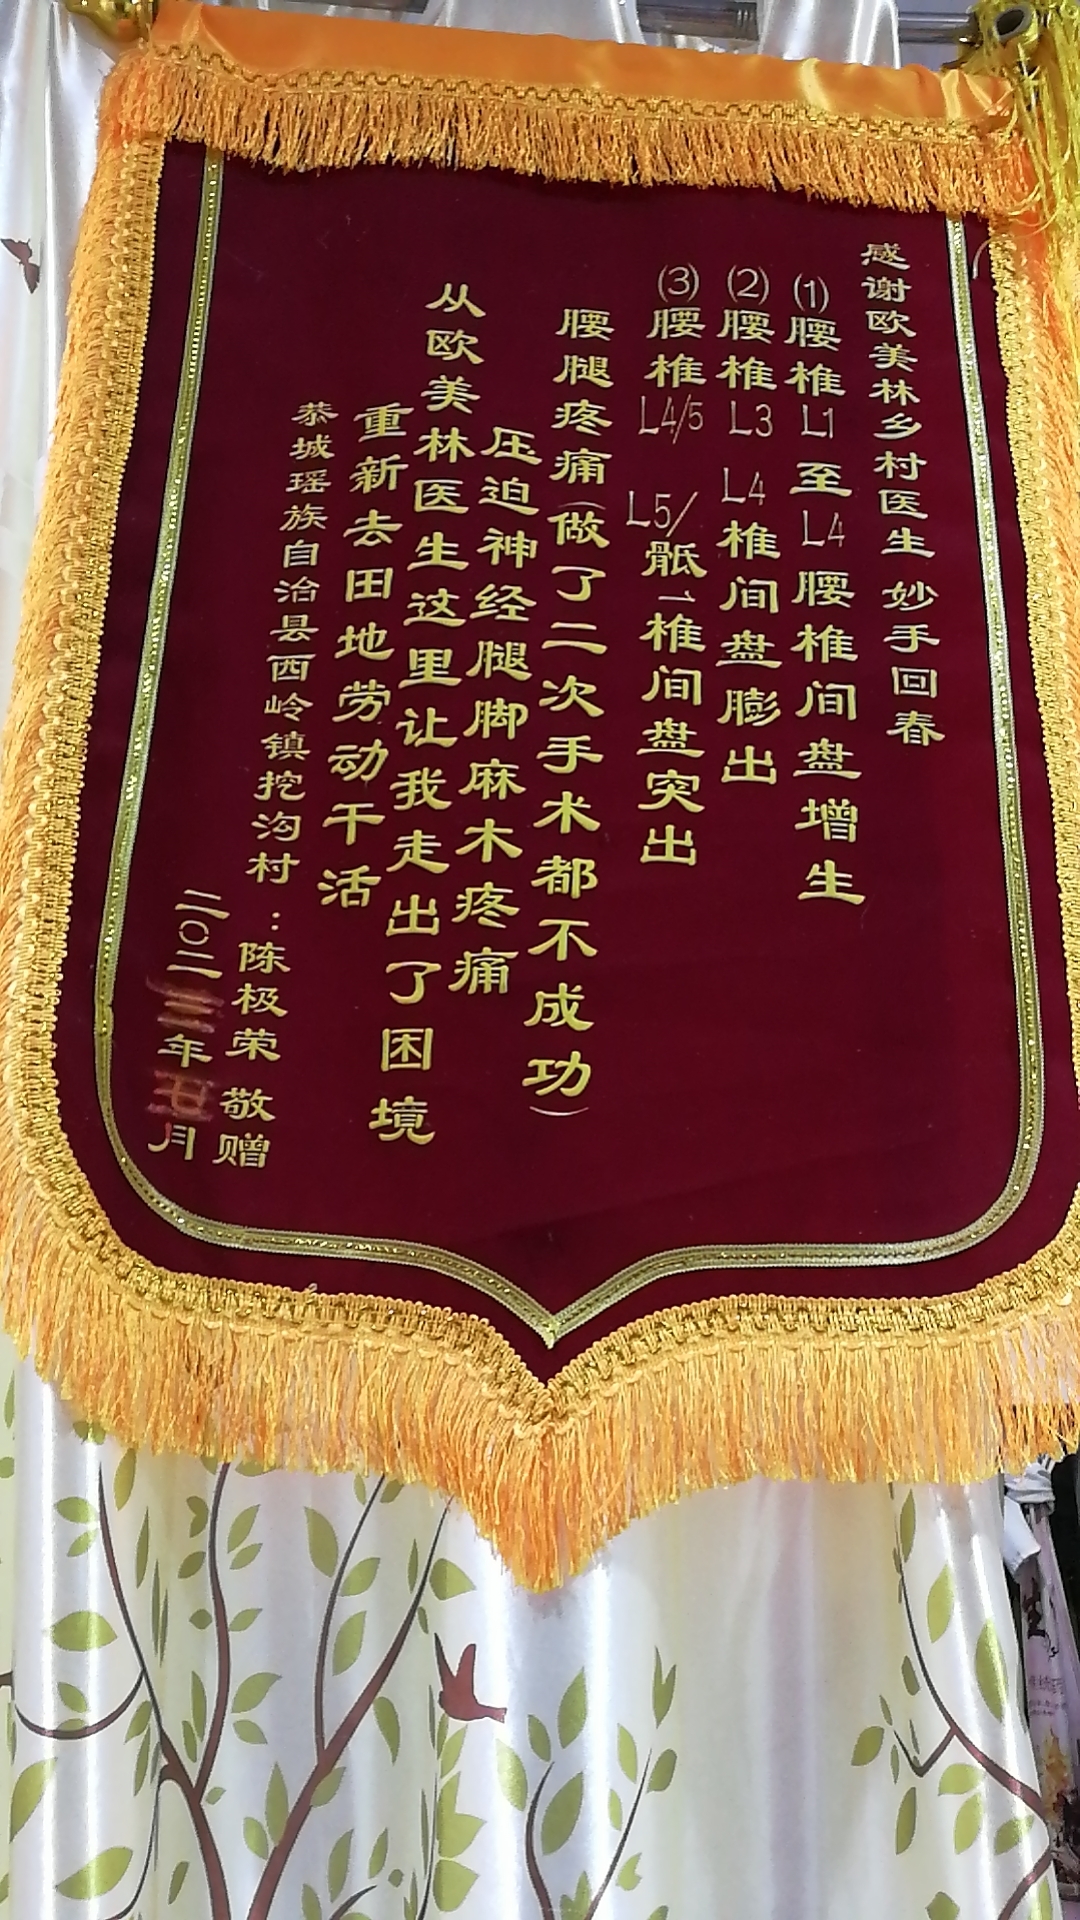 感谢欧美林乡村医生 妙手回春
(1)腰椎L1至L4腰椎间盘增生
(2)腰椎L3 L4椎间盘膨出
(3)腰椎L4/5 L5/骶1椎间盘突出
腰腿疼痛(做了二次手术都不成功)
压迫神经腿脚麻木疼痛
从欧美林医生这里让我走出了困境
重新去田地劳动干活
恭城瑶族自治县西岭镇挖沟村:陈极荣 敬赠
二〇二三年五月